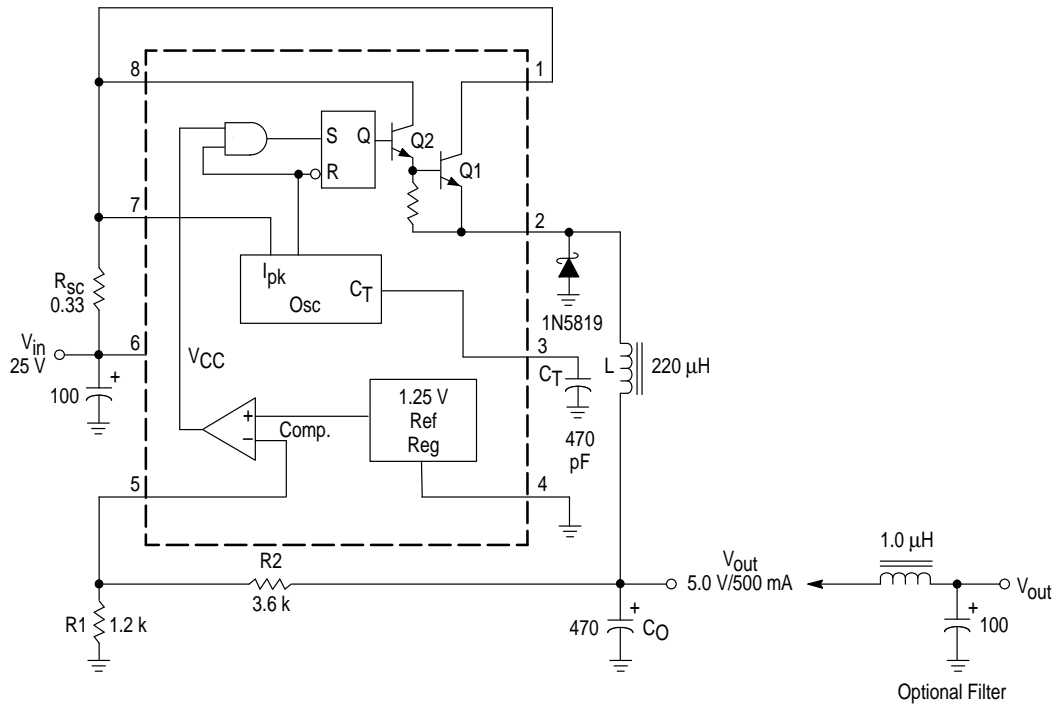 8
1
S Q
Q2
R
Q1
7
2
Ipk
CT
Osc
Rsc
0.33
1N5819
Vin
25 V
6
VCC
3
CT
L
220 µH
100
+
1.25 V
Ref
Reg
+
−
Comp.
470
pF
5
4
R2
3.6 k
Vout
5.0 V/500 mA
1.0 µH
Vout
R1
1.2 k
470
+
CO
+
100
Optional Filter